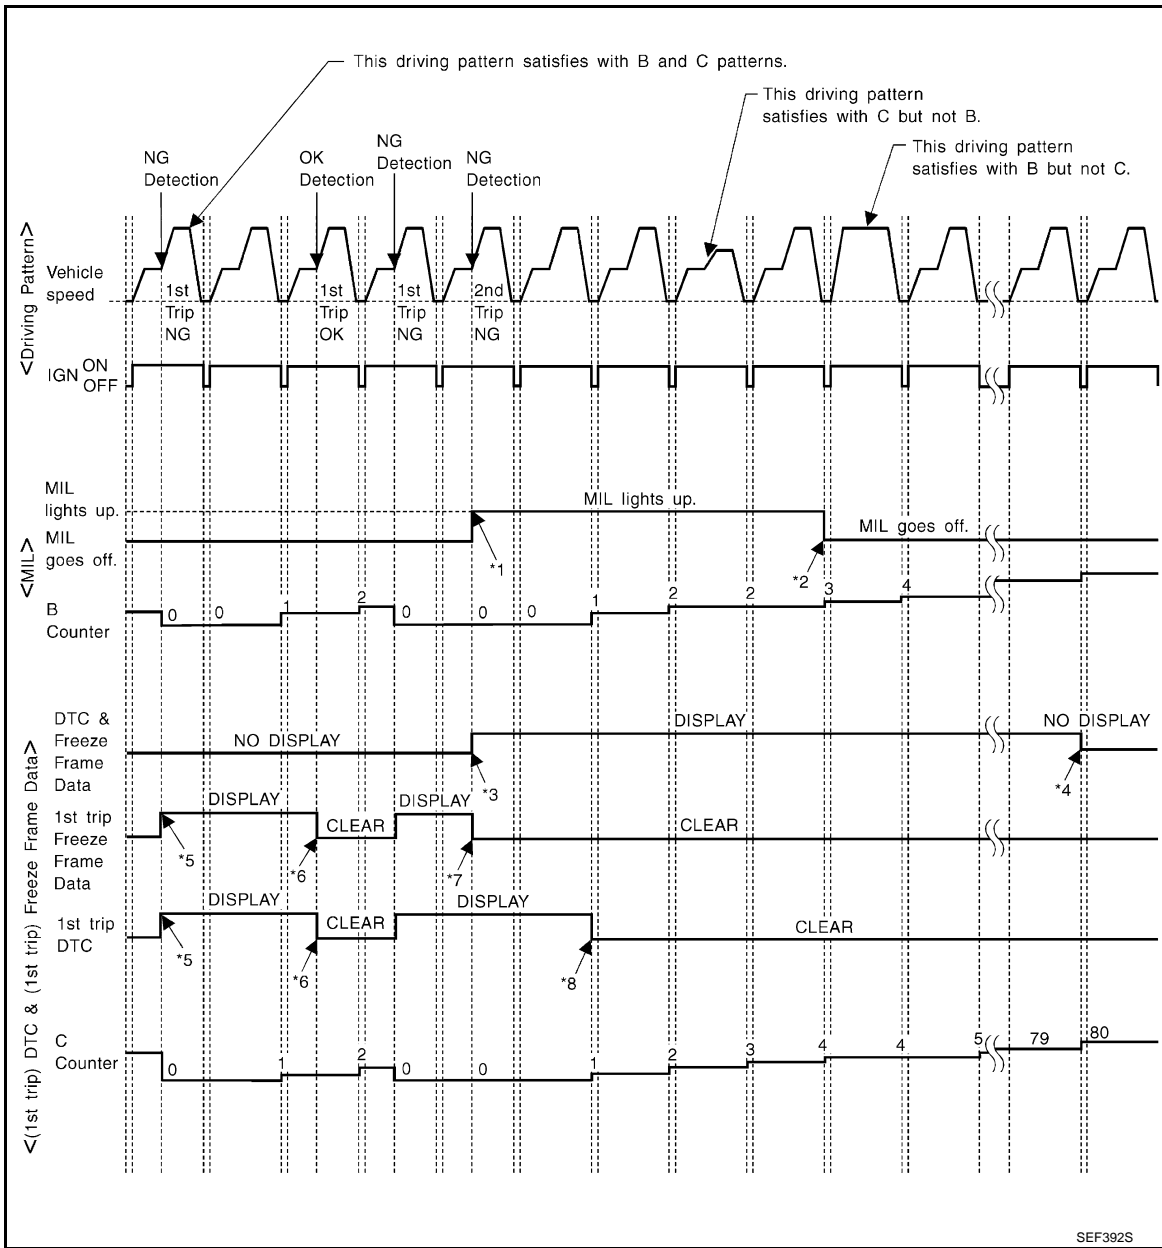 This driving pattern satisfies with B and C patterns.
This driving pattern
satisfies with C but not B.
This driving pattern
satisfies with B but not C.
NG
Detection
OK
Detection
NG
Detection
NG
Detection
<Driving Pattern>
Vehicle
speed
1st
Trip
NG
1st
Trip
OK
1st
Trip
NG
2nd
Trip
NG
IGN ON
OFF
<MIL>
MIL
lights up.
MIL lights up.
MIL
goes off.
MIL goes off.
*1
*2
B
Counter
0 0 1 2 0 0 0 1 2 2 3 4
<(1st trip) DTC & (1st trip) Freeze Frame Data>
DTC &
Freeze
Frame
Data
NO DISPLAY
DISPLAY
NO DISPLAY
*3
*4
1st trip
Freeze
Frame
Data
DISPLAY
CLEAR
DISPLAY
CLEAR
*5
*6
*7
1st trip
DTC
DISPLAY
CLEAR
DISPLAY
CLEAR
*5
*6
*8
C
Counter
0 1 2 0 0 1 2 3 4 4 5 79 80
SEF392S